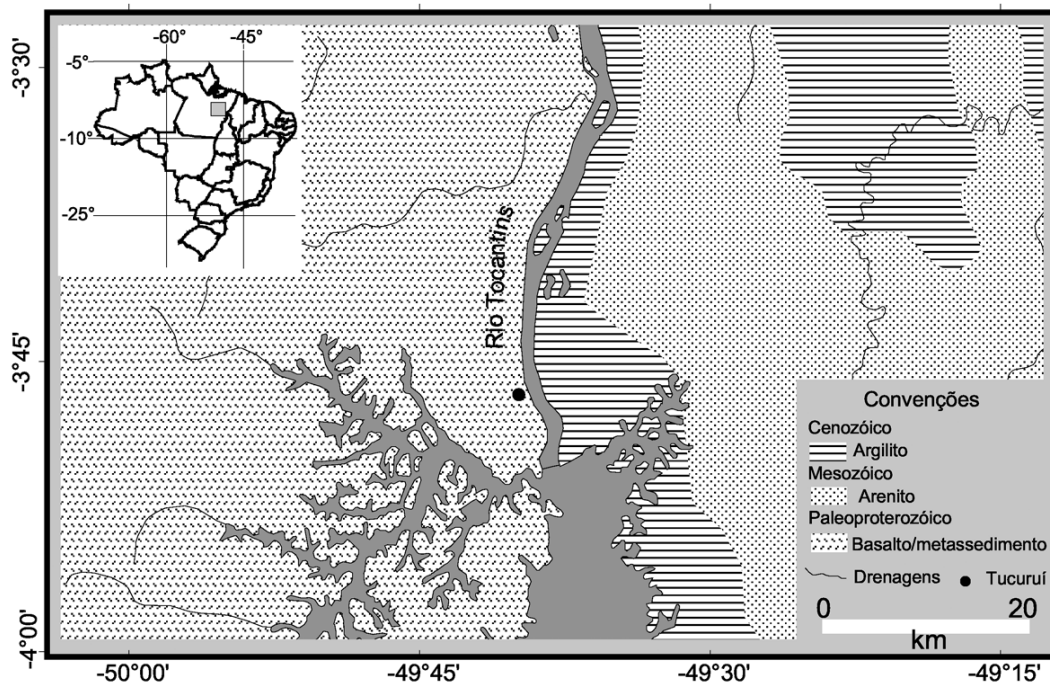 -60° -45°
-5°
-10°
-25°
-3°30'
-3°45'
-4°00'
Rio Tocantins
Convenções
Cenozóico
Argilito
Mesozóico
Arenito
Paleoproterozóico
Basalto/metassedimento
Drenagens Tucuruí
0 20
km
-50°00' -49°45' -49°30' -49°15'